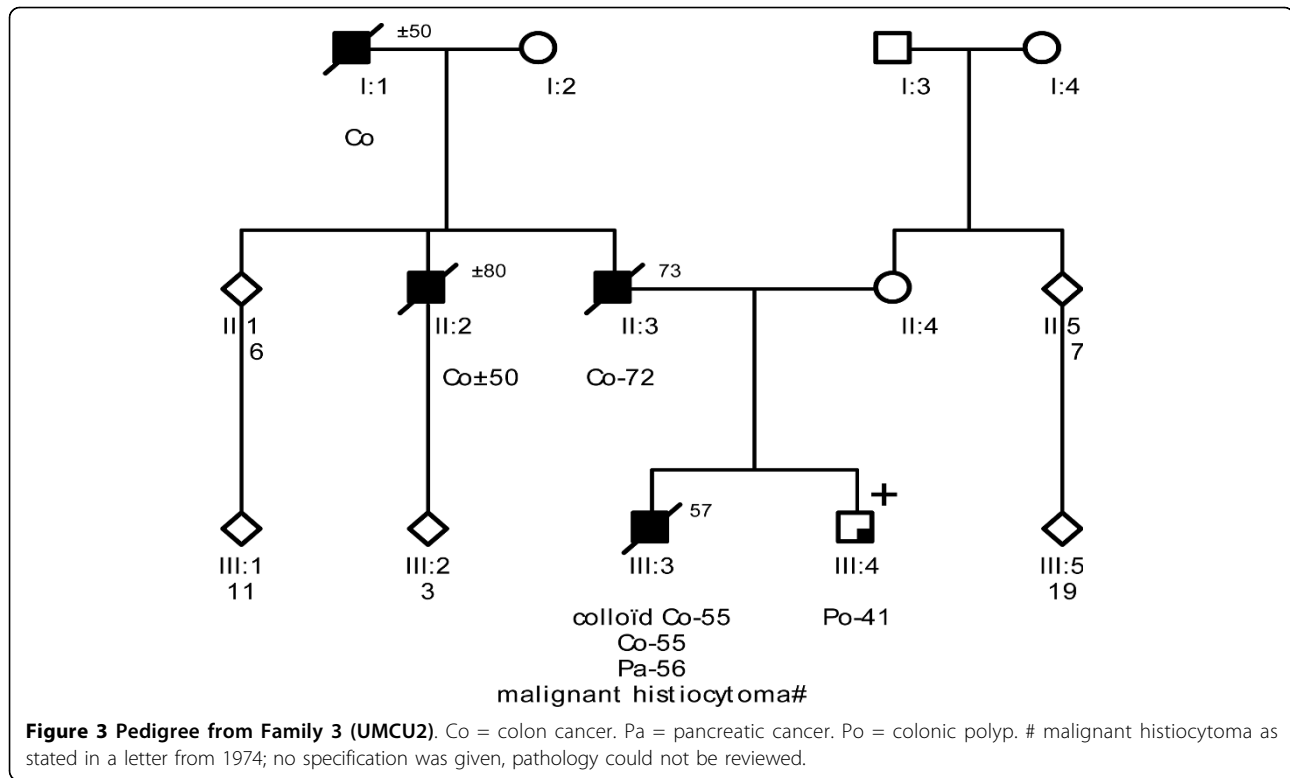 ±50
I:1
I:2
I:3
I:4
Co
±80
73
II:1
II:2
II:3
II:4
II:5
6
7
Co±50
Co-72
+
57
III:1
III:2
III:3
III:4
III:5
11
3
19
colloïd Co-55
Po-41
Co-55
Pa-56
malignant histiocytoma#
Figure 3 Pedigree from Family 3 (UMCU2). Co = colon cancer. Pa = pancreatic cancer. Po = colonic polyp. # malignant histiocytoma as
stated in a letter from 1974; no specification was given, pathology could not be reviewed.